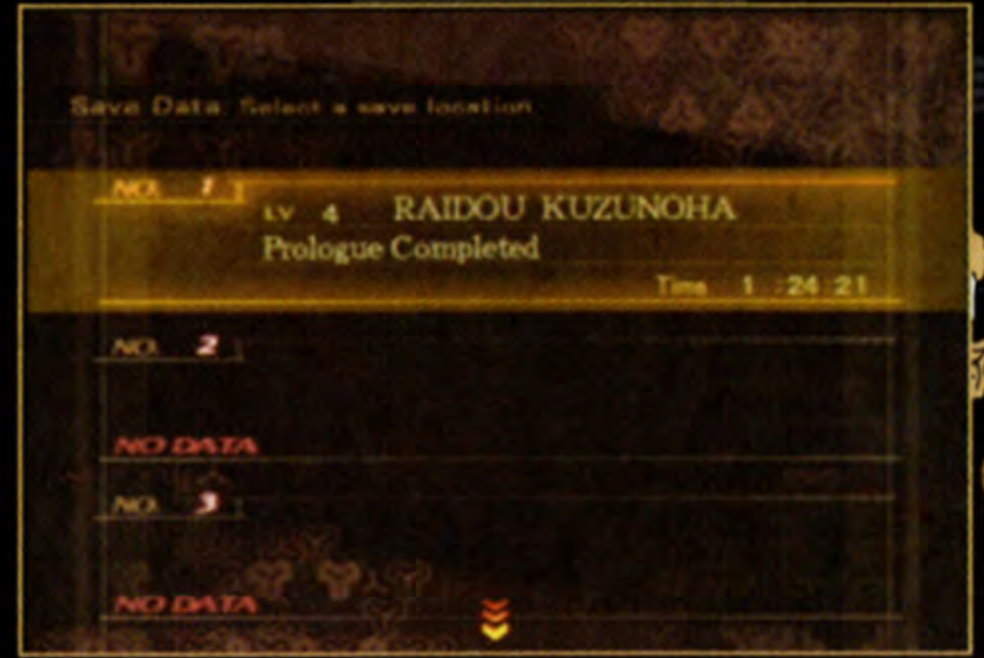 Save Data. Select a save location
NO. 1
LV 4 RAIDOU KUZUNOHA
Prologue Completed
Time 1 :24:21
NO. 2
NO DATA
NO. 3
NO DATA